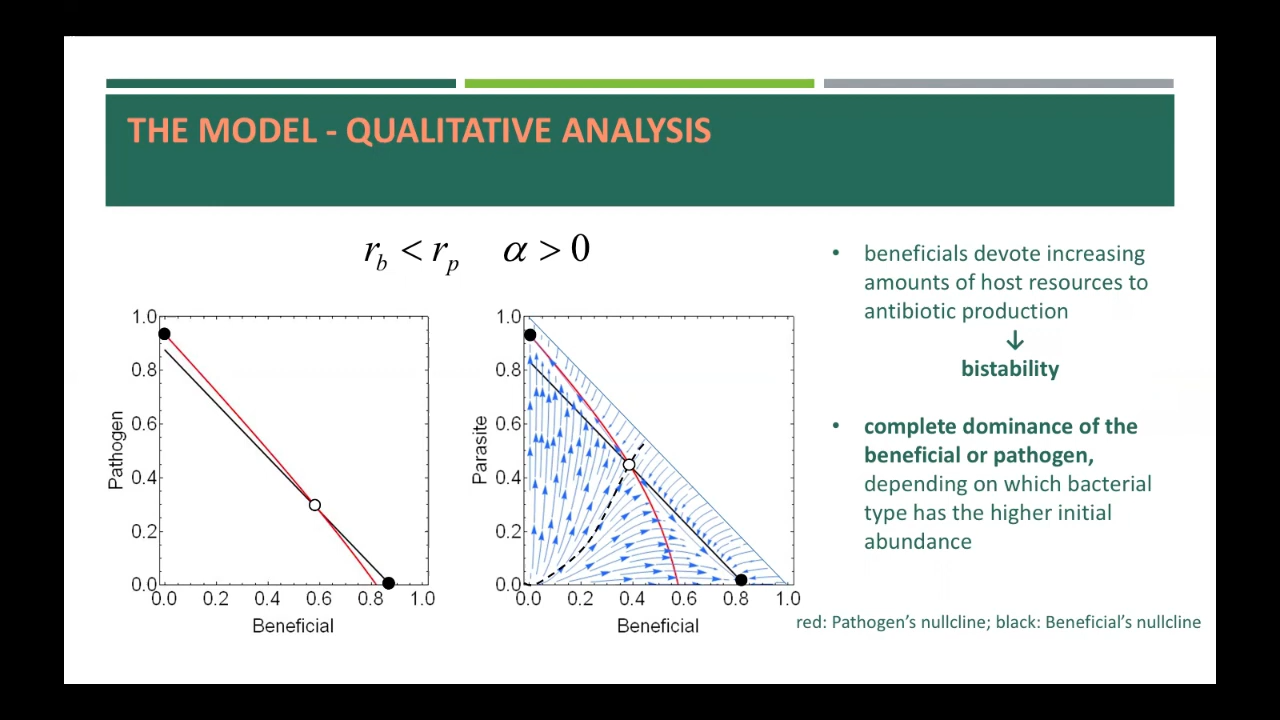 THE MODEL - QUALITATIVE ANALYSIS
r_b < r_p α > 0
1.0
0.8
0.6
0.4
0.2
0.0
Pathogen
0.0 0.2 0.4 0.6 0.8 1.0
Beneficial
1.0
0.8
0.6
0.4
0.2
0.0
Parasite
0.0 0.2 0.4 0.6 0.8 1.0
Beneficial
• beneficials devote increasing
amounts of host resources to
antibiotic production
↓
bistability
• complete dominance of the
beneficial or pathogen,
depending on which bacterial
type has the higher initial
abundance
red: Pathogen's nullcline; black: Beneficial's nullcline